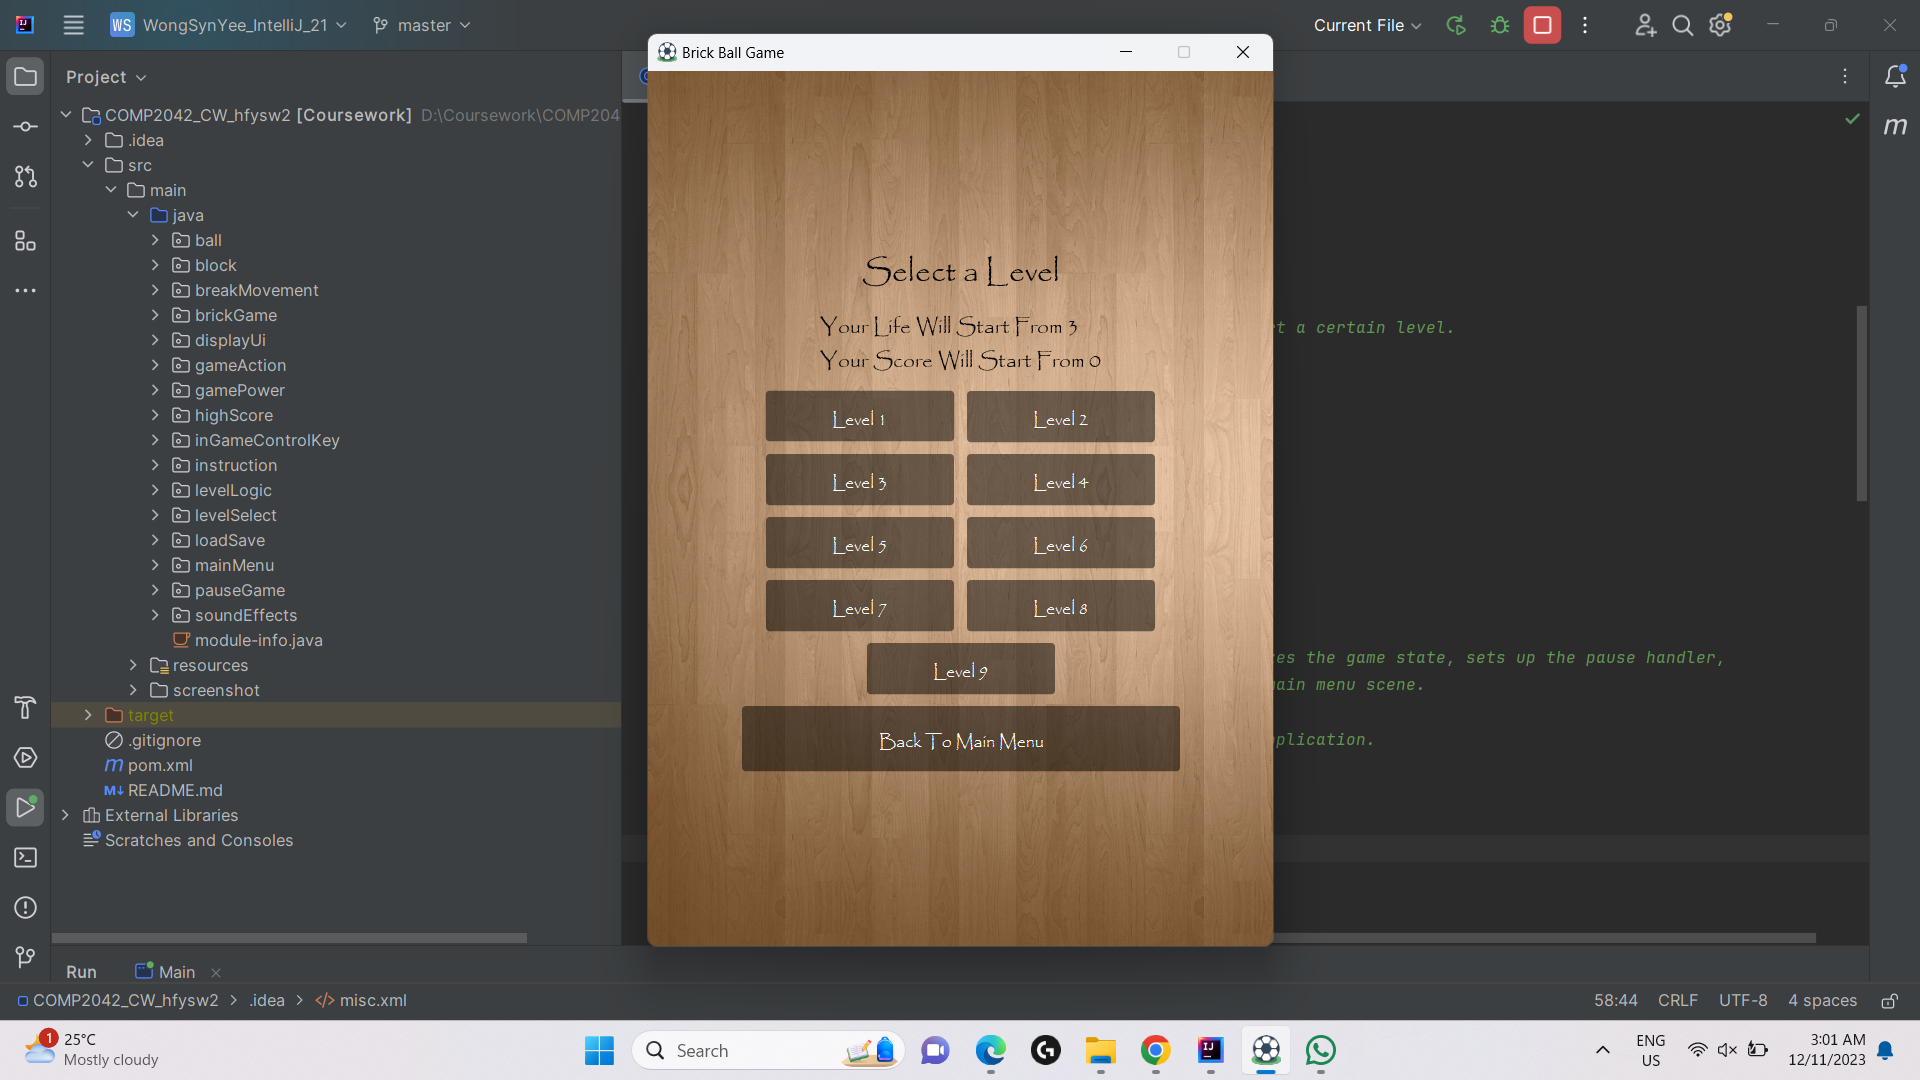 WS WongSynYee_IntelliJ_21
master
Current File
Project
COMP2042_CW_hfysw2 [Coursework] D:\Coursework\COMP204
.idea
src
main
java
ball
block
breakMovement
brickGame
displayUi
gameAction
gamePower
highScore
inGameControlKey
instruction
levelLogic
levelSelect
loadSave
mainMenu
pauseGame
soundEffects
module-info.java
resources
screenshot
target
.gitignore
pom.xml
README.md
External Libraries
Scratches and Consoles
Brick Ball Game
Select a Level
Your Life Will Start From 3
Your Score Will Start From 0
Level 1
Level 2
Level 3
Level 4
Level 5
Level 6
Level 7
Level 8
Level 9
Back To Main Menu
t a certain level.
es the game state, sets up the pause handler,
ain menu scene.
plication.
Run
Main
COMP2042_CW_hfysw2 > .idea > misc.xml
58:44 CRLF UTF-8 4 spaces
1
25°C
Mostly cloudy
Search
ENG
US
3:01 AM
12/11/2023